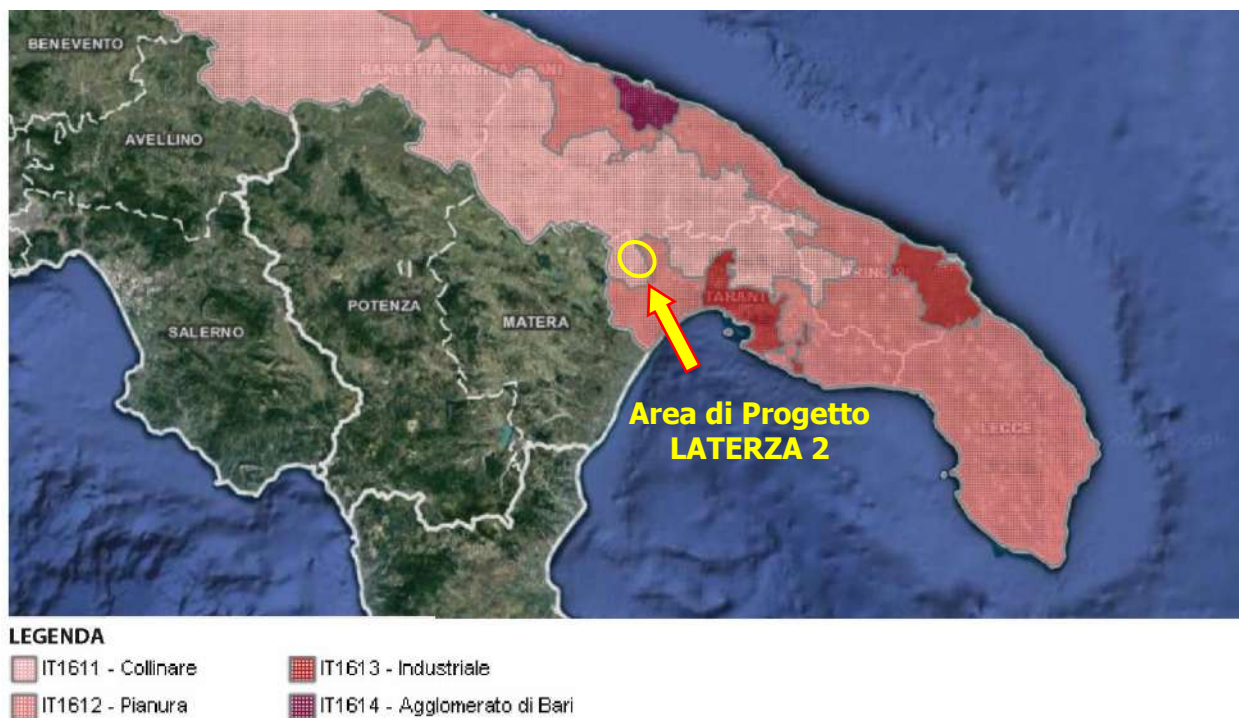 BENEVENTO
BARLETTA ANDRIA TRANI
AVELLINO
BRINDISI
POTENZA
MATERA
TARANTO
SALERNO
Area di Progetto
LATERZA 2
LECCE
LEGENDA
IT1611 - Collinare
IT1613 - Industriale
IT1612 - Pianura
IT1614 - Agglomerato di Bari